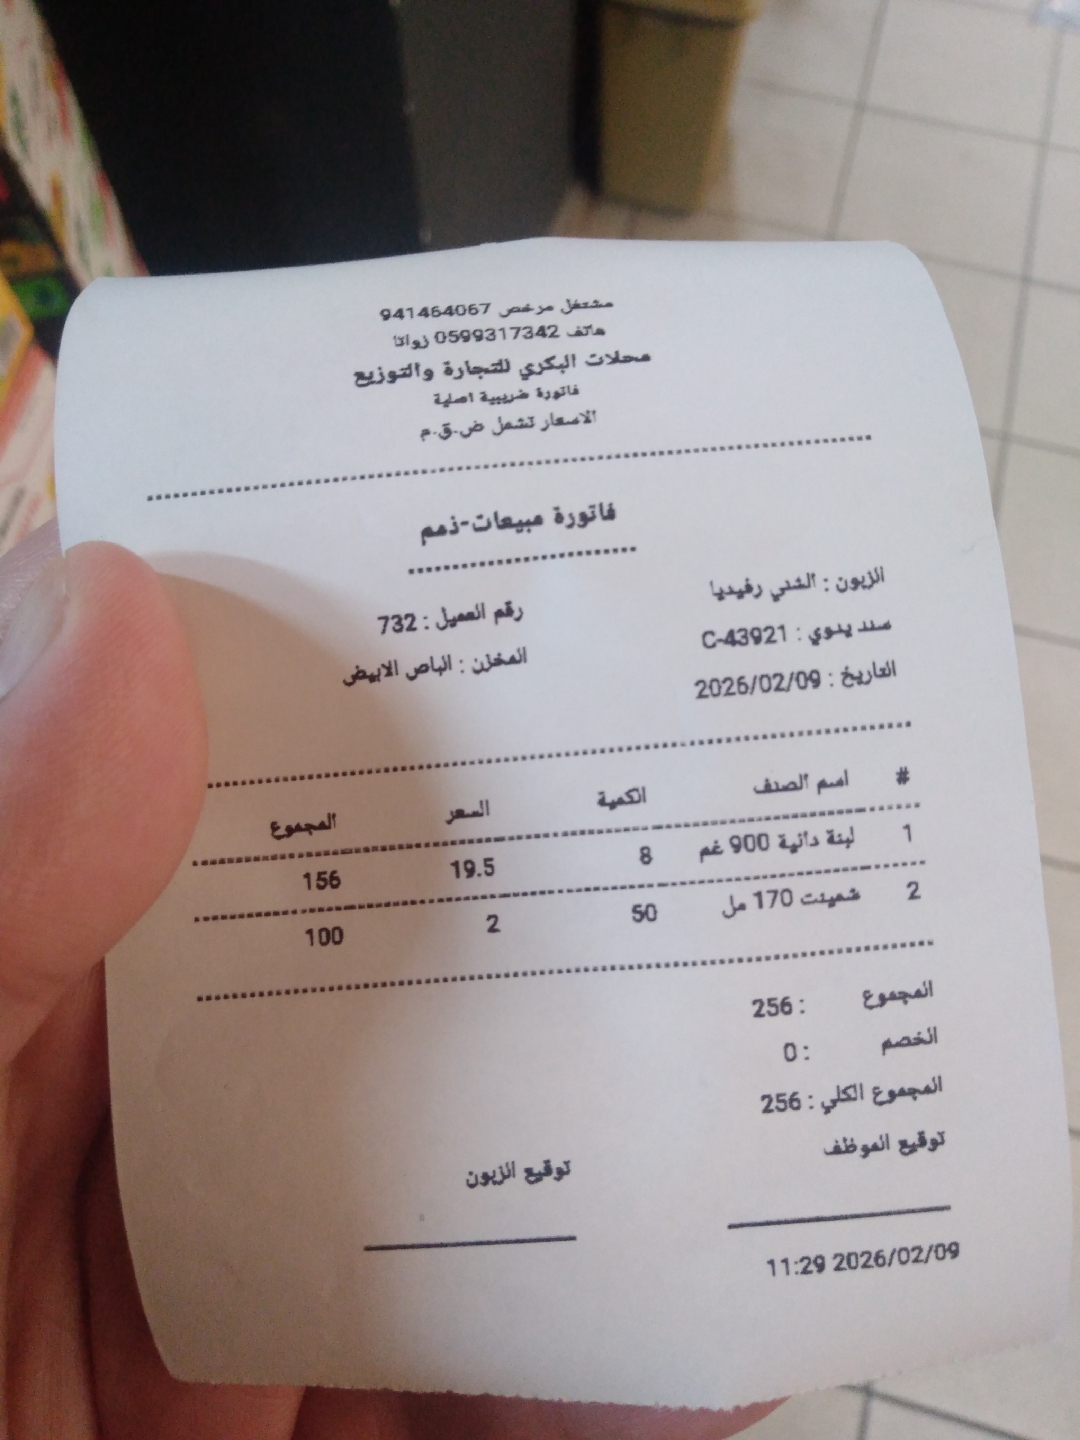 مشتغل مرخص 941464067
هاتف 0599317342 زواتا
محلات البكري للتجارة والتوزيع
فاتورة ضريبية اصلية
الاسعار تشمل ض.ق.م
فاتورة مبيعات-ذمم
الزبون : الشني رفيديا رقم العميل : 732
سند يدوي : C-43921 المخزن : الباص الابيض
التاريخ : 2026/02/09
# اسم الصنف الكمية السعر المجموع
1 لبنة دانية 900 غم 8 19.5 156
2 شمينت 170 مل 50 2 100
المجموع : 256
الخصم : 0
المجموع الكلي : 256
توقيع الموظف توقيع الزبون
11:29 2026/02/09